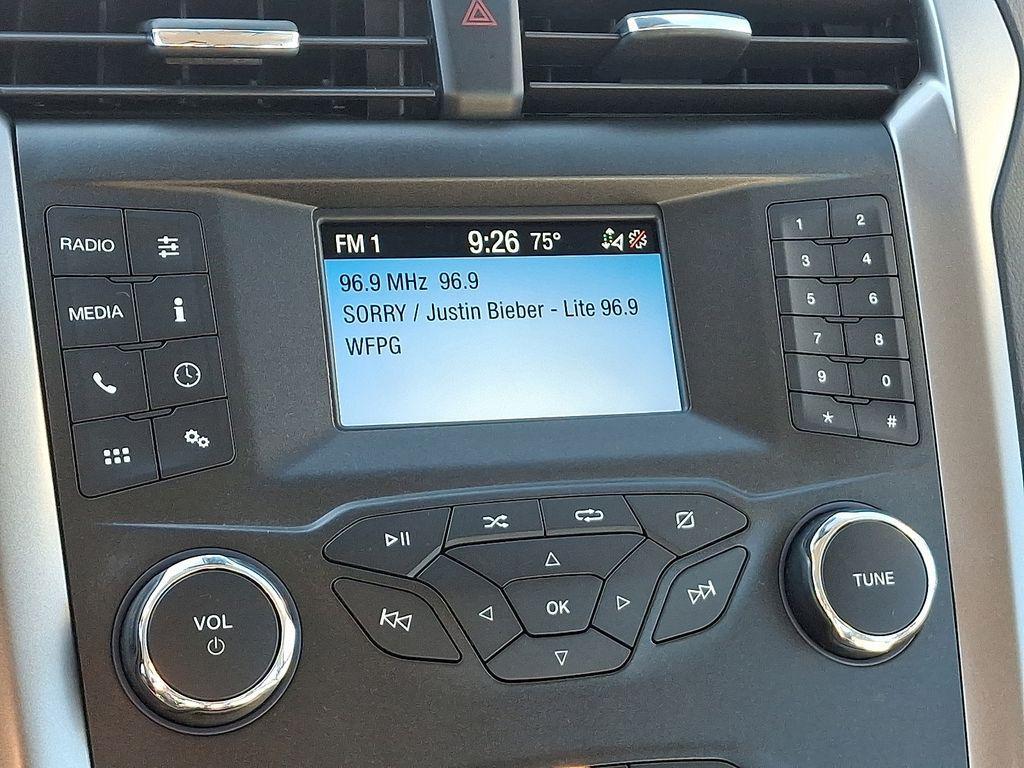 FM 1 9:26 75°
96.9 MHz 96.9
SORRY / Justin Bieber - Lite 96.9
WFPG
RADIO
MEDIA
1 2
3 4
5 6
7 8
9 0
* #
OK
VOL
TUNE